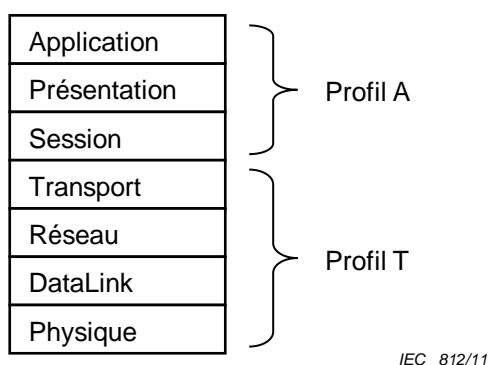 Application
Présentation
Profil A
Session
Transport
Réseau
Profil T
DataLink
Physique
IEC 812/11